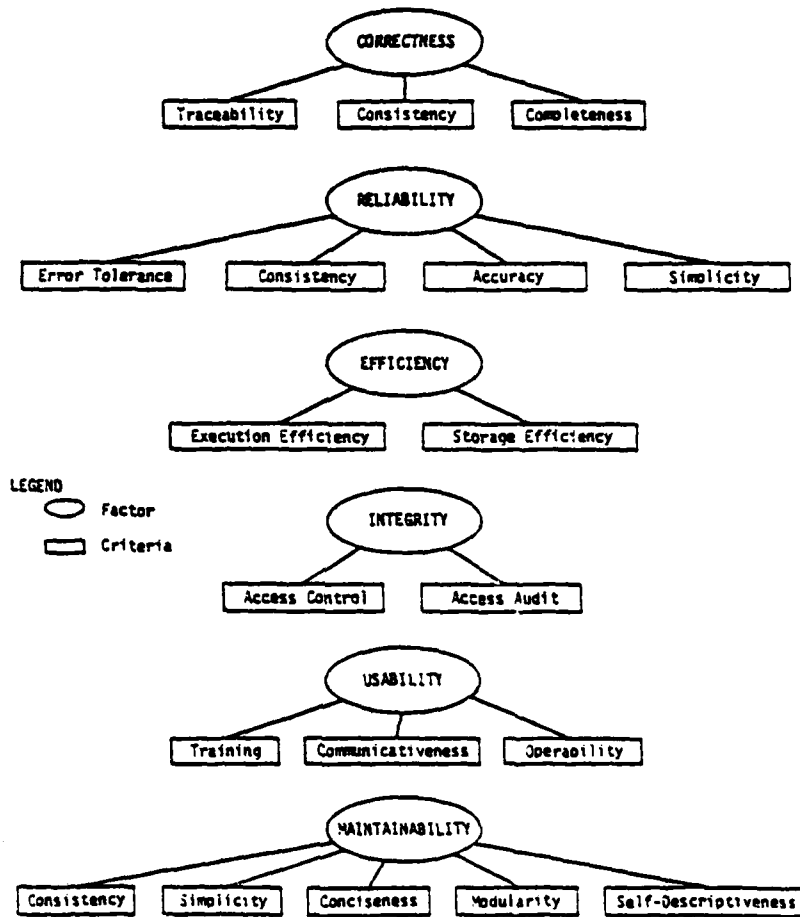 CORRECTNESS
Traceability Consistency Completeness
RELIABILITY
Error Tolerance Consistency Accuracy Simplicity
EFFICIENCY
Execution Efficiency Storage Efficiency
LEGEND
Factor
Criteria
INTEGRITY
Access Control Access Audit
USABILITY
Training Communicativeness Operability
MAINTAINABILITY
Consistency Simplicity Conciseness Modularity Self-Descriptiveness